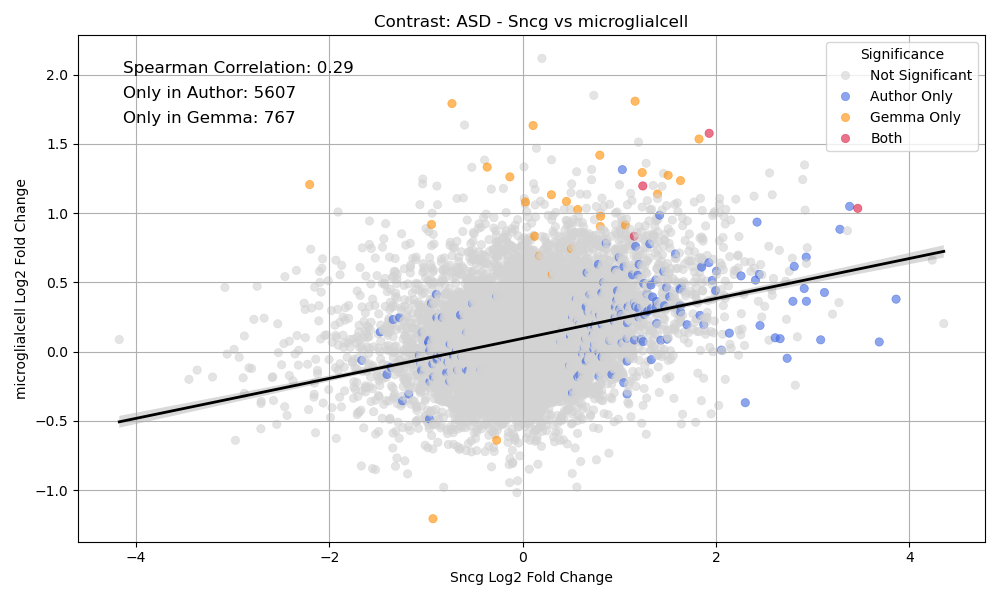 Contrast: ASD - Sncg vs microglialcell
Spearman Correlation: 0.29
Only in Author: 5607
Only in Gemma: 767
Significance
Not Significant
Author Only
Gemma Only
Both
microglialcell Log2 Fold Change
2.0
1.5
1.0
0.5
0.0
−0.5
−1.0
−4
−2
0
2
4
Sncg Log2 Fold Change